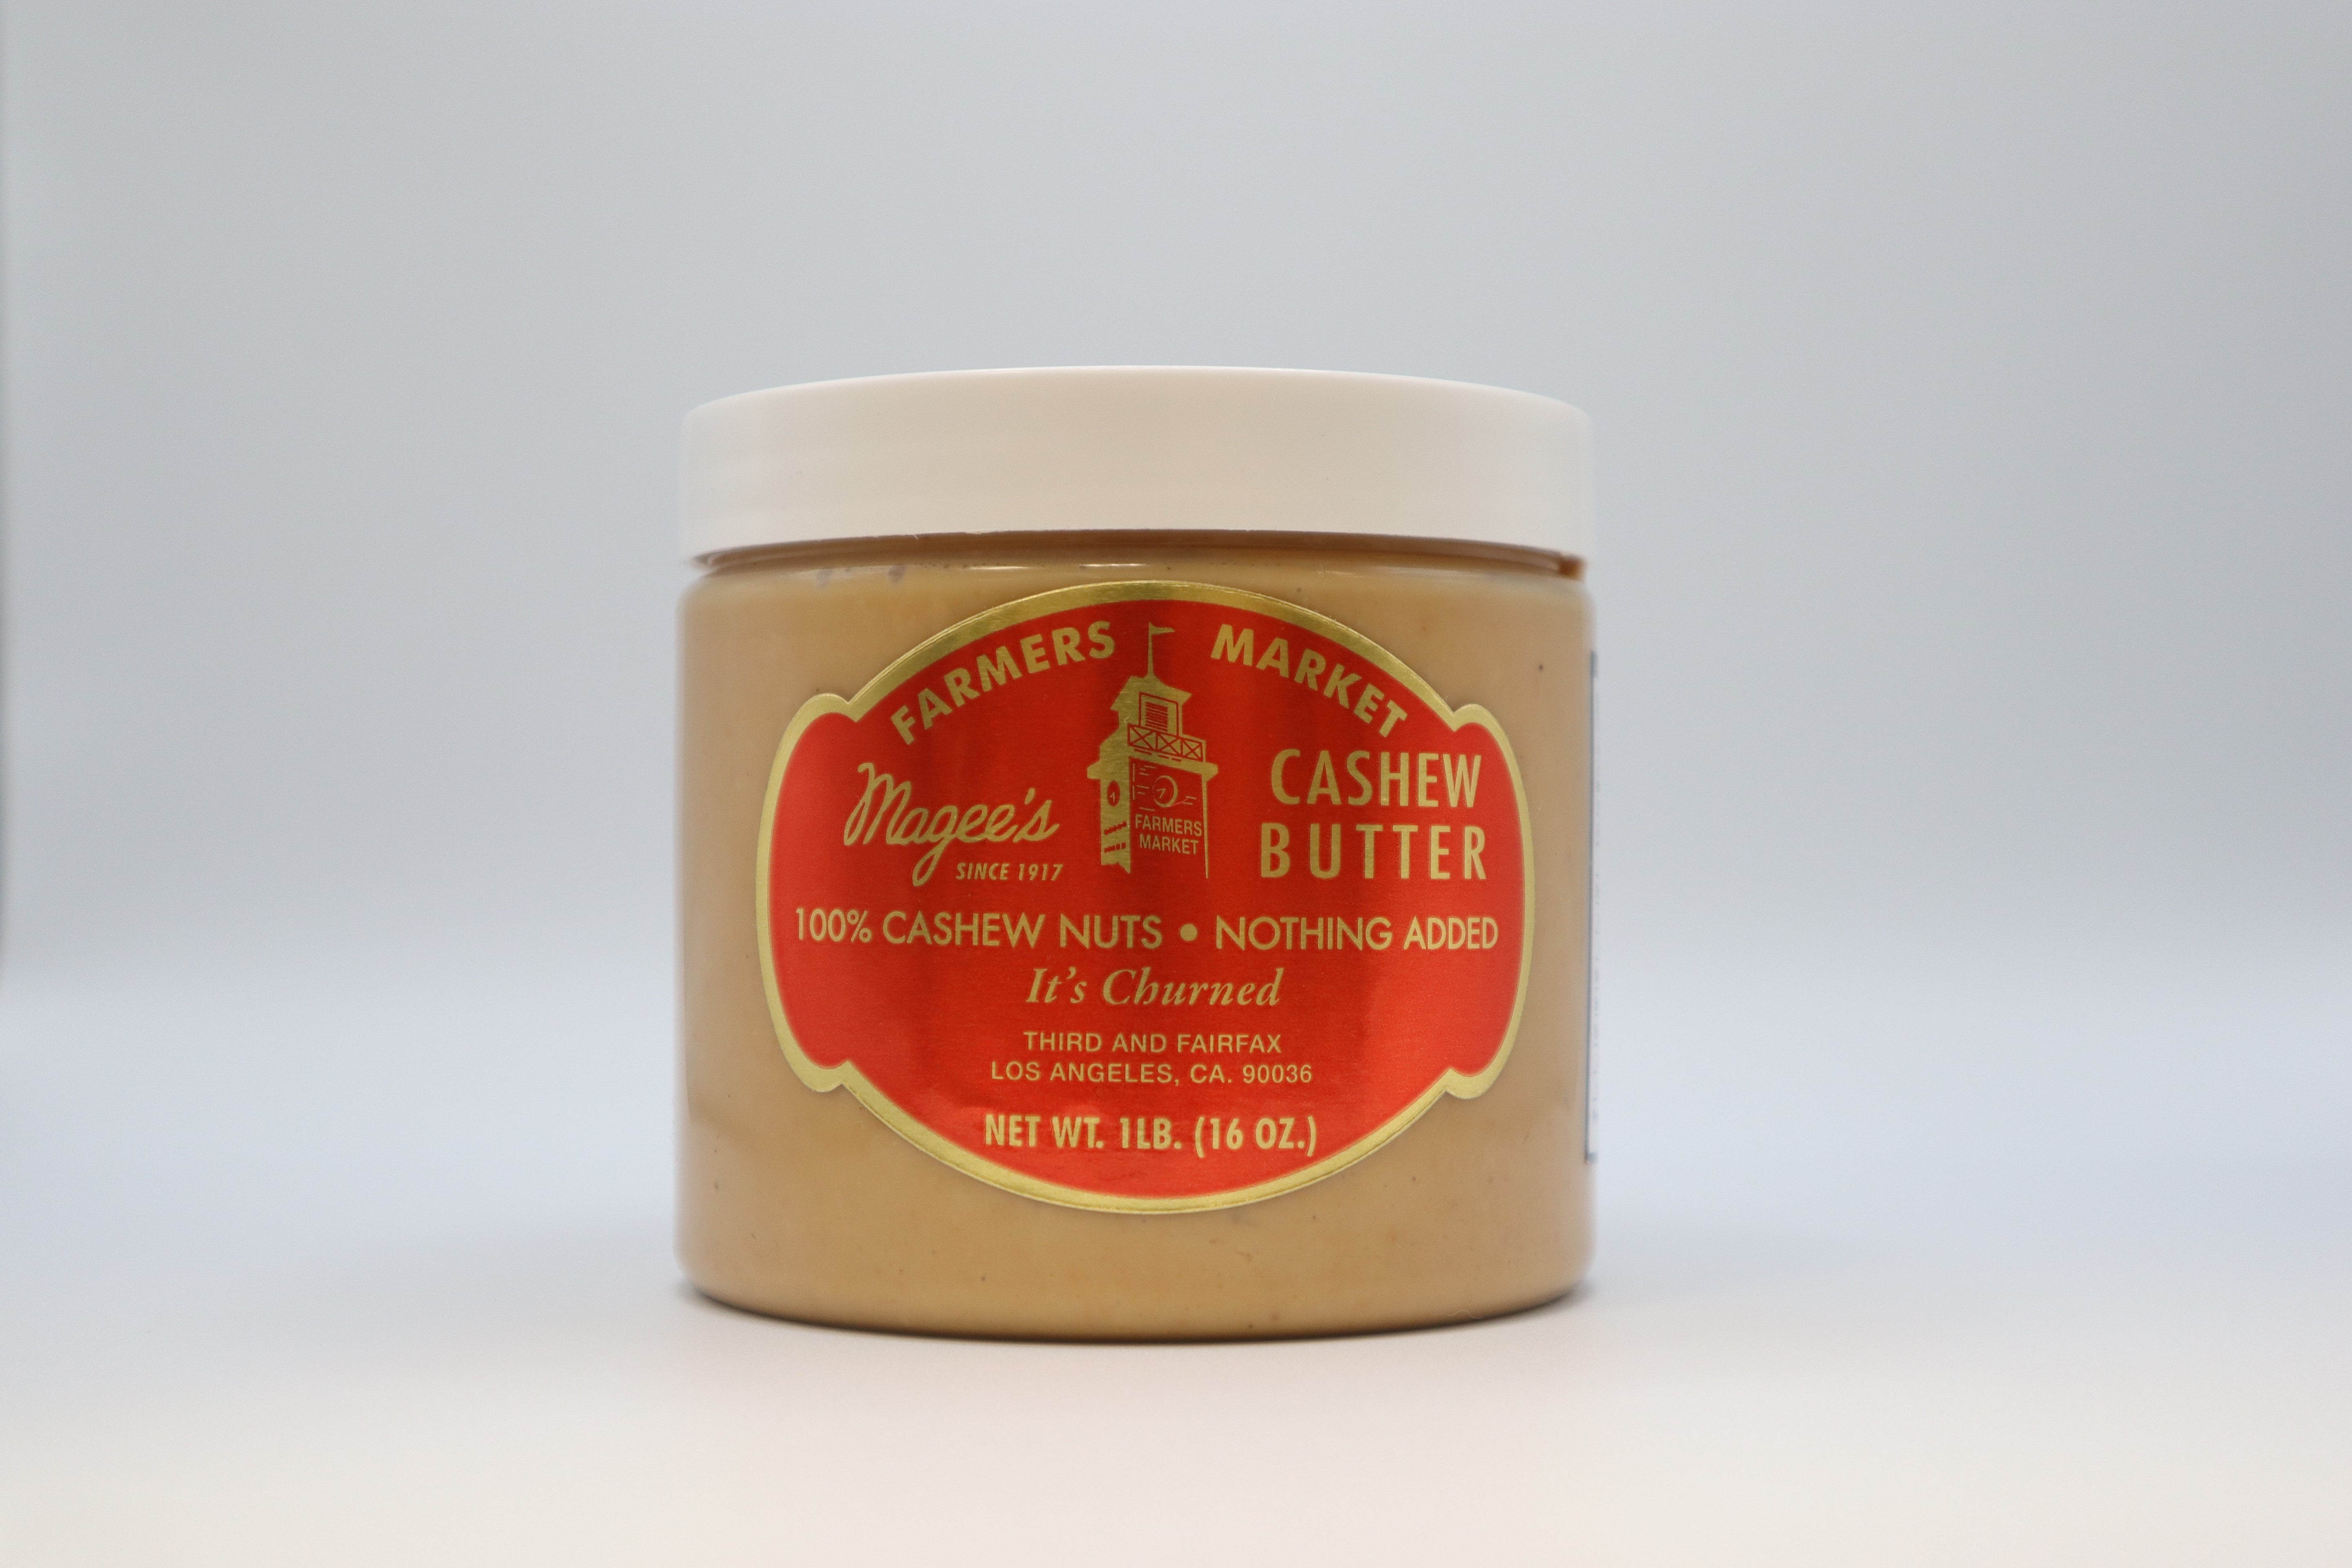 FARMERS MARKET
Magee's
SINCE 1917
FARMERS
MARKET
CASHEW
BUTTER
100% CASHEW NUTS • NOTHING ADDED
It's Churned
THIRD AND FAIRFAX
LOS ANGELES, CA. 90036
NET WT. 1LB. (16 OZ.)